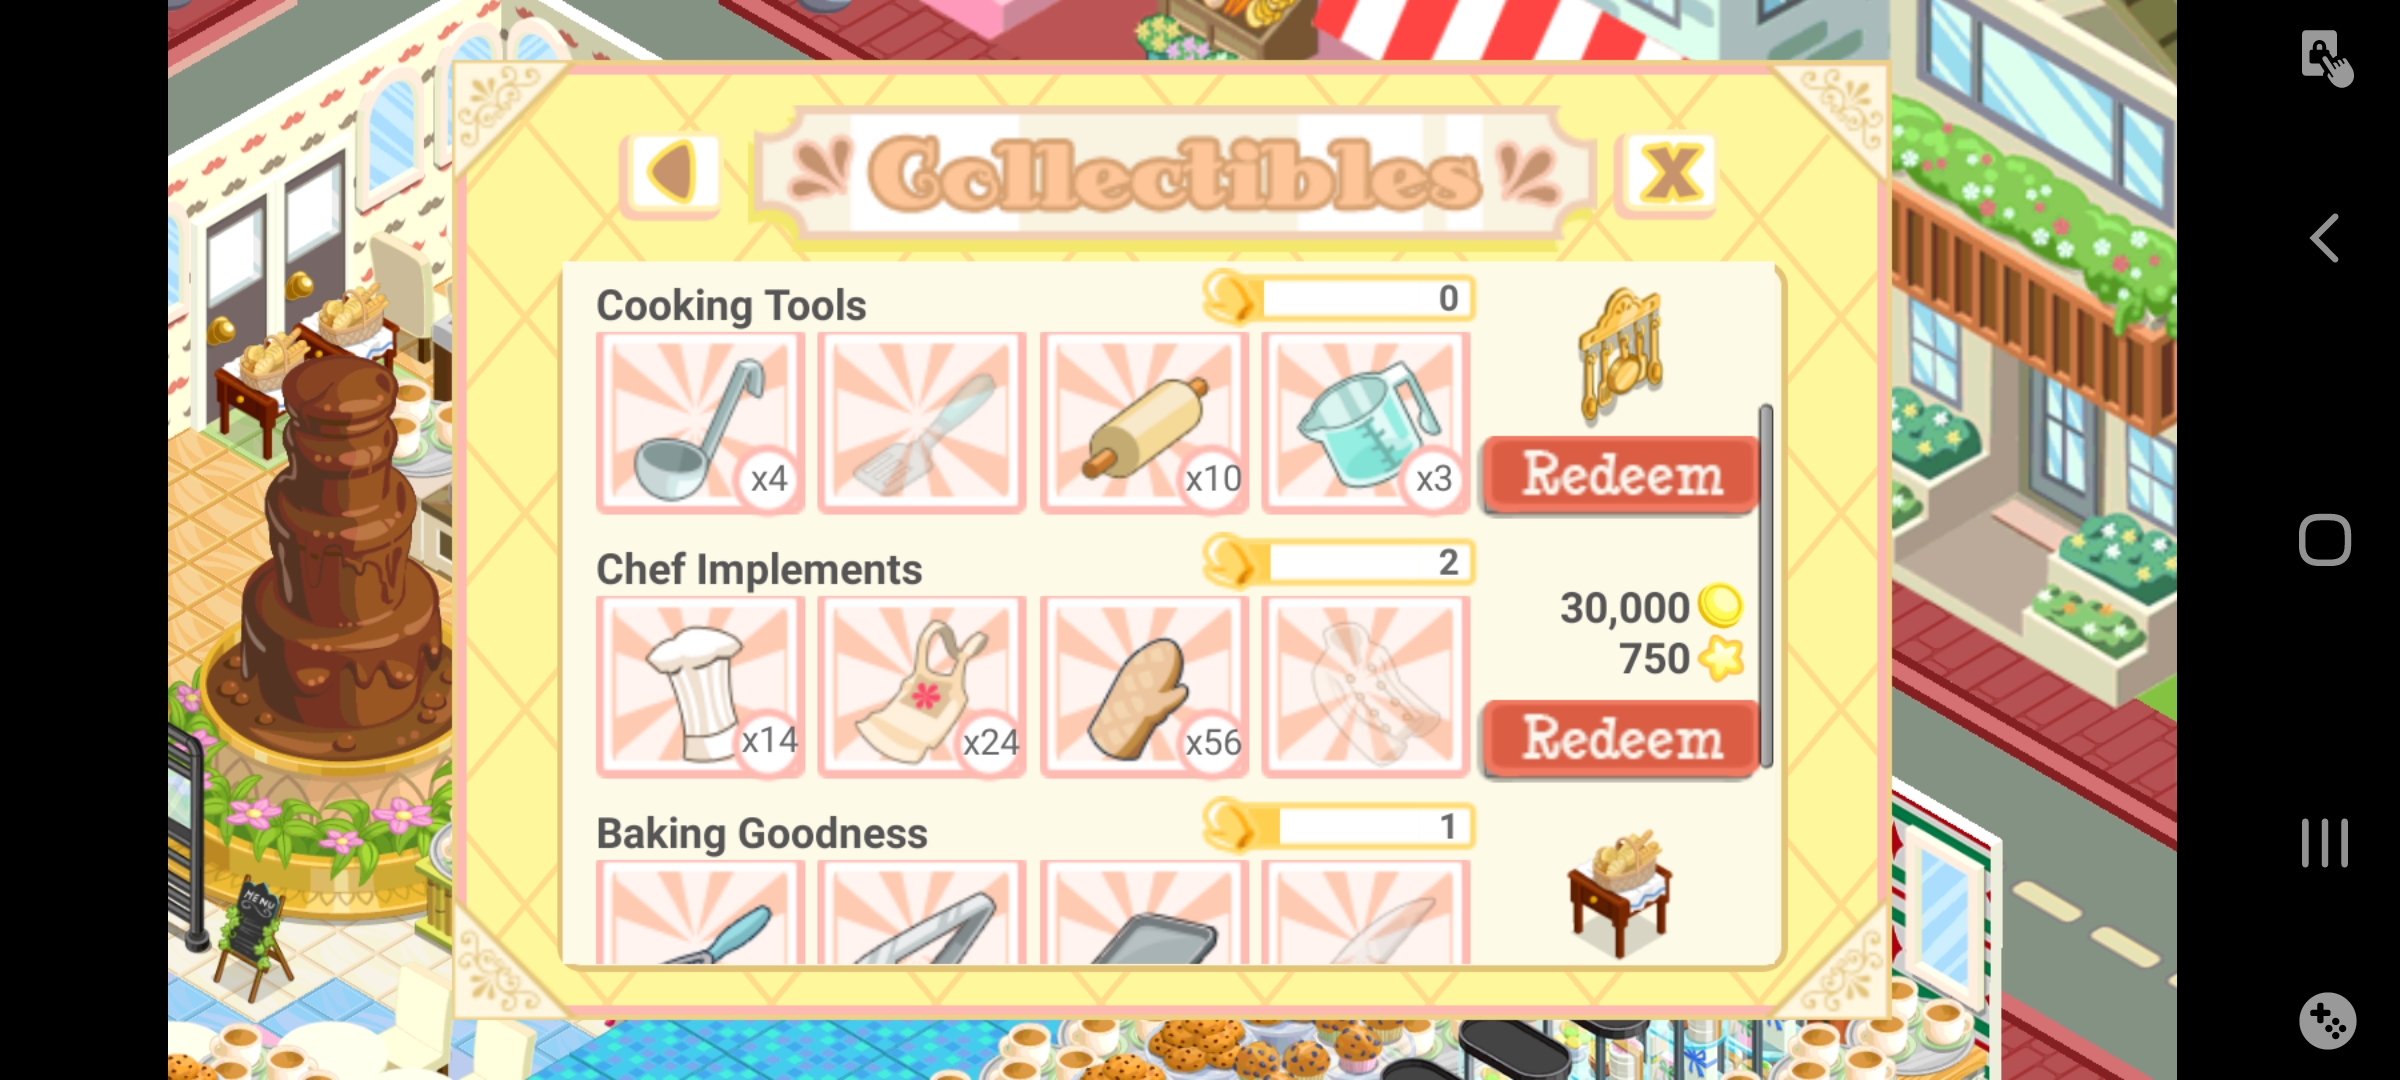 Collectibles
X
Cooking Tools
0
x4
x10
x3
Redeem
Chef Implements
2
30,000
750
x14
x24
x56
Redeem
Baking Goodness
1
MENU